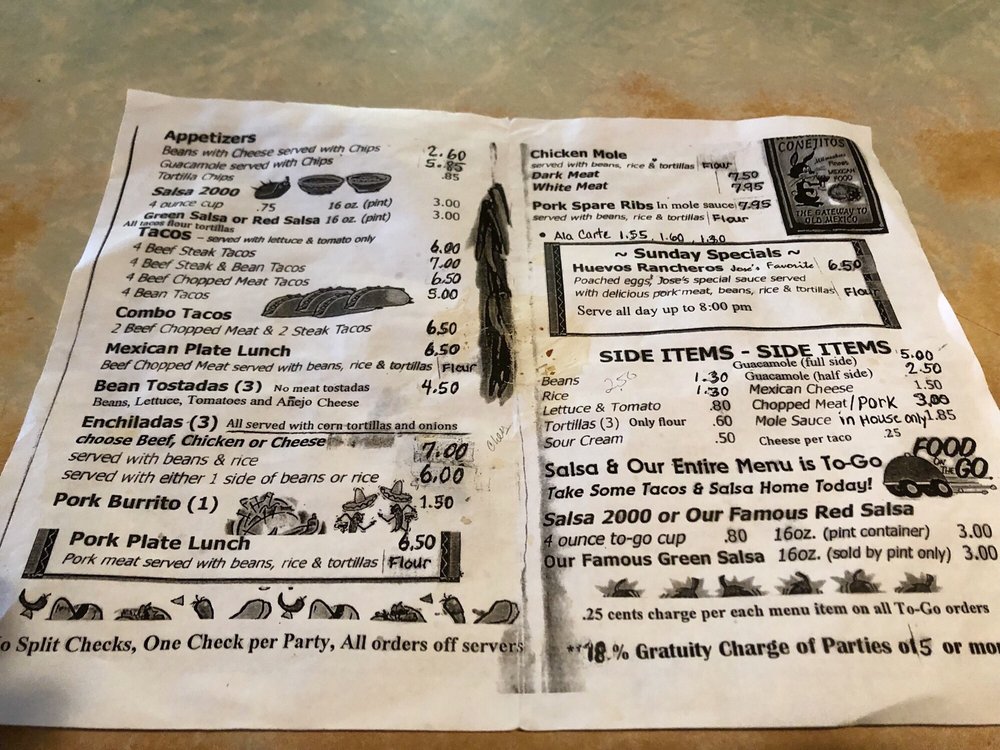 Appetizers
Beans with Cheese served with Chips 2.60
Guacamole served with Chips 5.85
Tortilla Chips .85
Salsa 2000
4 ounce cup .75 16 oz. (pint) 3.00
Green Salsa or Red Salsa 16 oz. (pint) 3.00
All tacos flour tortillas
Tacos – served with lettuce & tomato only
4 Beef Steak Tacos 6.00
4 Beef Steak & Bean Tacos 7.00
4 Beef Chopped Meat Tacos 6.50
4 Bean Tacos 5.00
Combo Tacos
2 Beef Chopped Meat & 2 Steak Tacos 6.50
Mexican Plate Lunch 6.50
Beef Chopped Meat served with beans, rice & tortillas Flour
Bean Tostadas (3) No meat tostadas 4.50
Beans, Lettuce, Tomatoes and Añejo Cheese
Enchiladas (3) All served with corn tortillas and onions
choose Beef, Chicken or Cheese
served with beans & rice 7.00
served with either 1 side of beans or rice 6.00
Pork Burrito (1) 1.50
Pork Plate Lunch 6.50
Pork meat served with beans, rice & tortillas Flour
o Split Checks, One Check per Party, All orders off servers
Chicken Mole
served with beans, rice & tortillas Flour
Dark Meat 7.50
White Meat 7.95
Pork Spare Ribs In mole sauce 7.95
served with beans, rice & tortillas Flour
• Ala Carte 1.55, 1.60, 1.30
CONEJITOS
MEXICAN
FOOD
THE GATEWAY TO
OLD MEXICO
~ Sunday Specials ~
Huevos Rancheros Jose's Favorite 6.50
Poached eggs, Jose's special sauce served
with delicious pork meat, beans, rice & tortillas Flour
Serve all day up to 8:00 pm
SIDE ITEMS - SIDE ITEMS
Beans 1.30
Rice 1.30
Lettuce & Tomato .80
Tortillas (3) Only flour .60
Sour Cream .50
Guacamole (full side) 5.00
Guacamole (half side) 2.50
Mexican Cheese 1.50
Chopped Meat/Pork 3.00
Mole Sauce in House only 1.85
Cheese per taco .25
Salsa & Our Entire Menu is To-Go
Take Some Tacos & Salsa Home Today!
FOOD
ON THE
GO
Salsa 2000 or Our Famous Red Salsa
4 ounce to-go cup .80 16oz. (pint container) 3.00
Our Famous Green Salsa 16oz. (sold by pint only) 3.00
.25 cents charge per each menu item on all To-Go orders
**18.% Gratuity Charge of Parties of 5 or mo